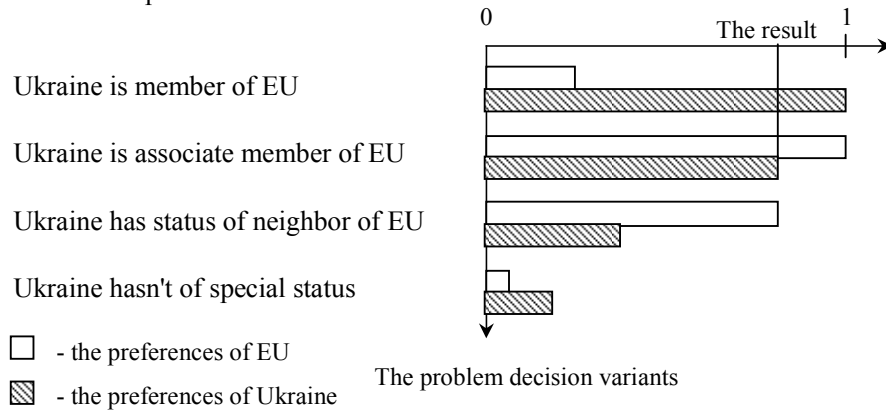 0
1
The result
Ukraine is member of EU
Ukraine is associate member of EU
Ukraine has status of neighbor of EU
Ukraine hasn't of special status
- the preferences of EU
The problem decision variants
- the preferences of Ukraine